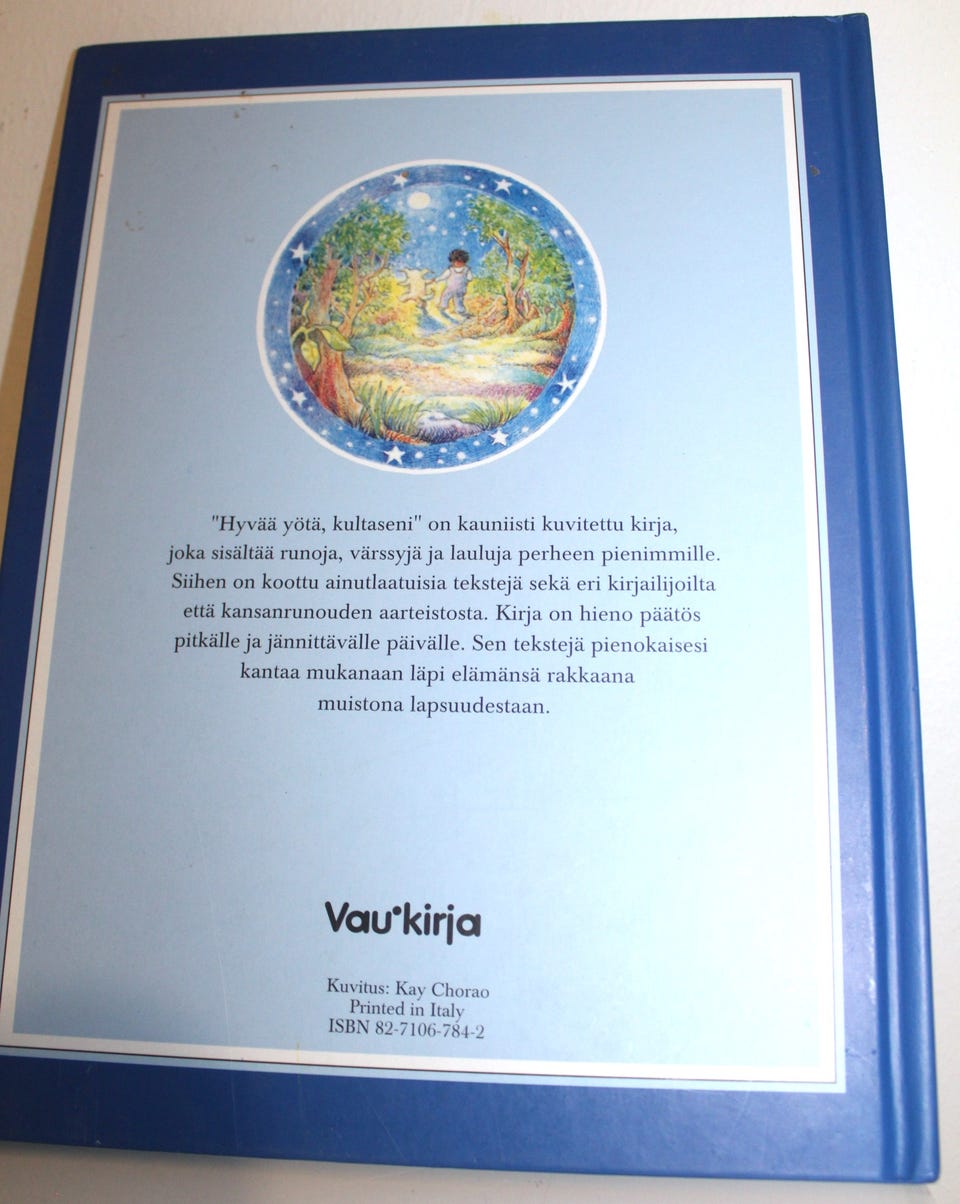 "Hyvää yötä, kultaseni" on kauniisti kuvitettu kirja,
joka sisältää runoja, värssyjä ja lauluja perheen pienimmille.
Siihen on koottu ainutlaatuisia tekstejä sekä eri kirjailijoilta
että kansanrunouden aarteistosta. Kirja on hieno päätös
pitkälle ja jännittävälle päivälle. Sen tekstejä pienokaisesi
kantaa mukanaan läpi elämänsä rakkaana
muistona lapsuudestaan.
Vau•kirja
Kuvitus: Kay Chorao
Printed in Italy
ISBN 82-7106-784-2